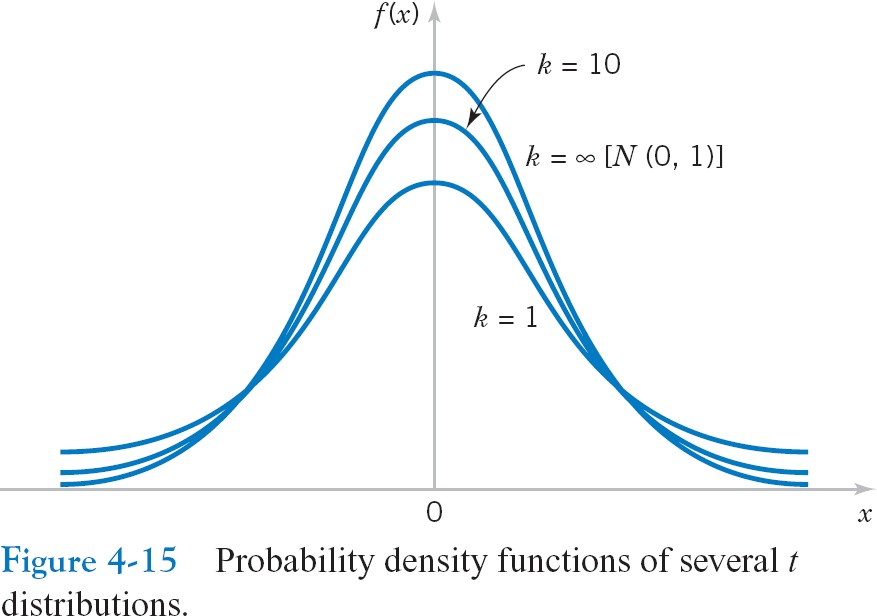 f(x)
k = 10
k = ∞ [N (0, 1)]
k = 1
0
x
Figure 4-15 Probability density functions of several t
distributions.